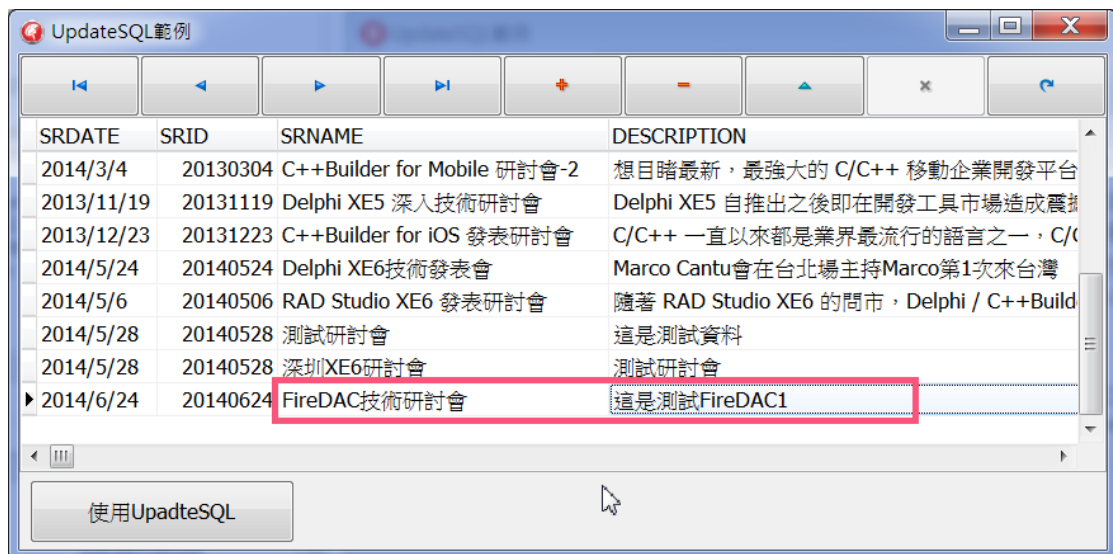 UpdateSQL範例
SRDATE SRID SRNAME DESCRIPTION
2014/3/4 20130304 C++Builder for Mobile 研討會-2 想目睹最新，最強大的 C/C++ 移動企業開發平台
2013/11/19 20131119 Delphi XE5 深入技術研討會 Delphi XE5 自推出之後即在開發工具市場造成震
2013/12/23 20131223 C++Builder for iOS 發表研討會 C/C++ 一直以來都是業界最流行的語言之一，C/
2014/5/24 20140524 Delphi XE6技術發表會 Marco Cantu會在台北場主持Marco第1次來台灣
2014/5/6 20140506 RAD Studio XE6 發表研討會 隨著 RAD Studio XE6 的問市，Delphi / C++Build
2014/5/28 20140528 測試研討會 這是測試資料
2014/5/28 20140528 深圳XE6研討會 測試研討會
2014/6/24 20140624 FireDAC技術研討會 這是測試FireDAC1
使用UpadteSQL